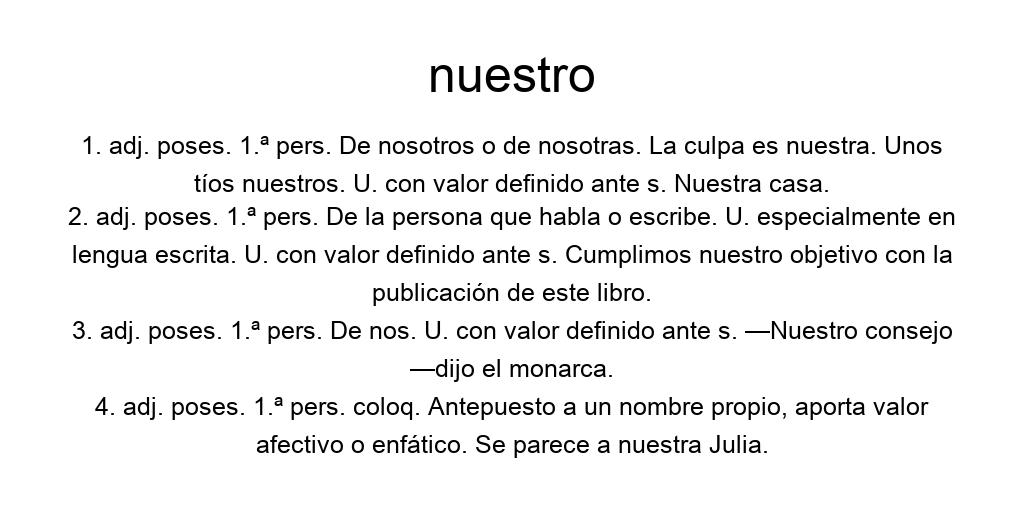 nuestro
1. adj. poses. 1.ª pers. De nosotros o de nosotras. La culpa es nuestra. Unos
tíos nuestros. U. con valor definido ante s. Nuestra casa.
2. adj. poses. 1.ª pers. De la persona que habla o escribe. U. especialmente en
lengua escrita. U. con valor definido ante s. Cumplimos nuestro objetivo con la
publicación de este libro.
3. adj. poses. 1.ª pers. De nos. U. con valor definido ante s. —Nuestro consejo
—dijo el monarca.
4. adj. poses. 1.ª pers. coloq. Antepuesto a un nombre propio, aporta valor
afectivo o enfático. Se parece a nuestra Julia.